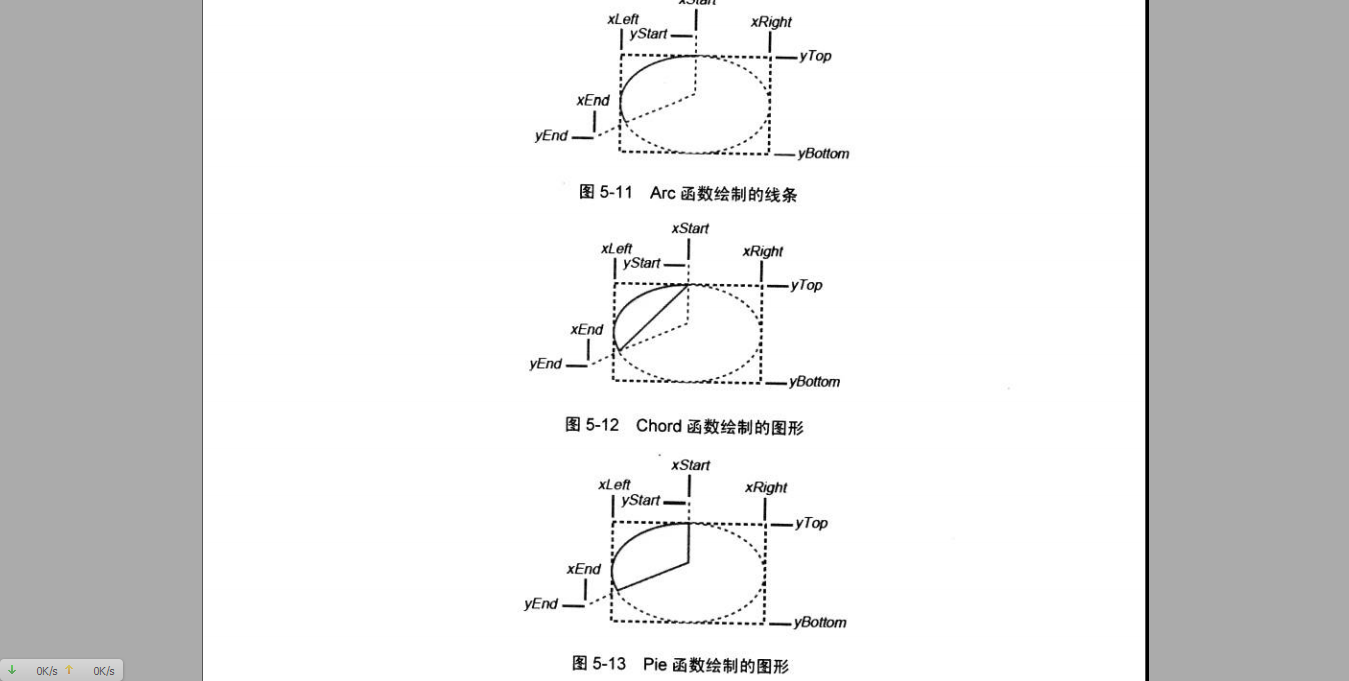 xStart
xLeft
xRight
yStart
yTop
xEnd
yEnd
yBottom
图 5-11 Arc 函数绘制的线条
xStart
xLeft
xRight
yStart
yTop
xEnd
yEnd
yBottom
图 5-12 Chord 函数绘制的图形
xStart
xLeft
xRight
yStart
yTop
xEnd
yEnd
yBottom
图 5-13 Pie 函数绘制的图形
0K/s 0K/s